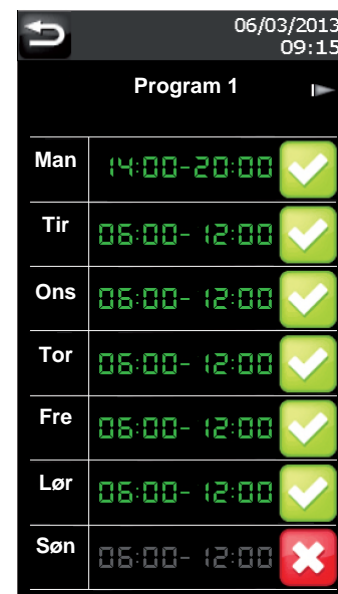 06/03/2013
09:15
Program 1
Man 14:00-20:00
Tir 06:00-12:00
Ons 06:00-12:00
Tor 06:00-12:00
Fre 06:00-12:00
Lør 06:00-12:00
Søn 06:00-12:00